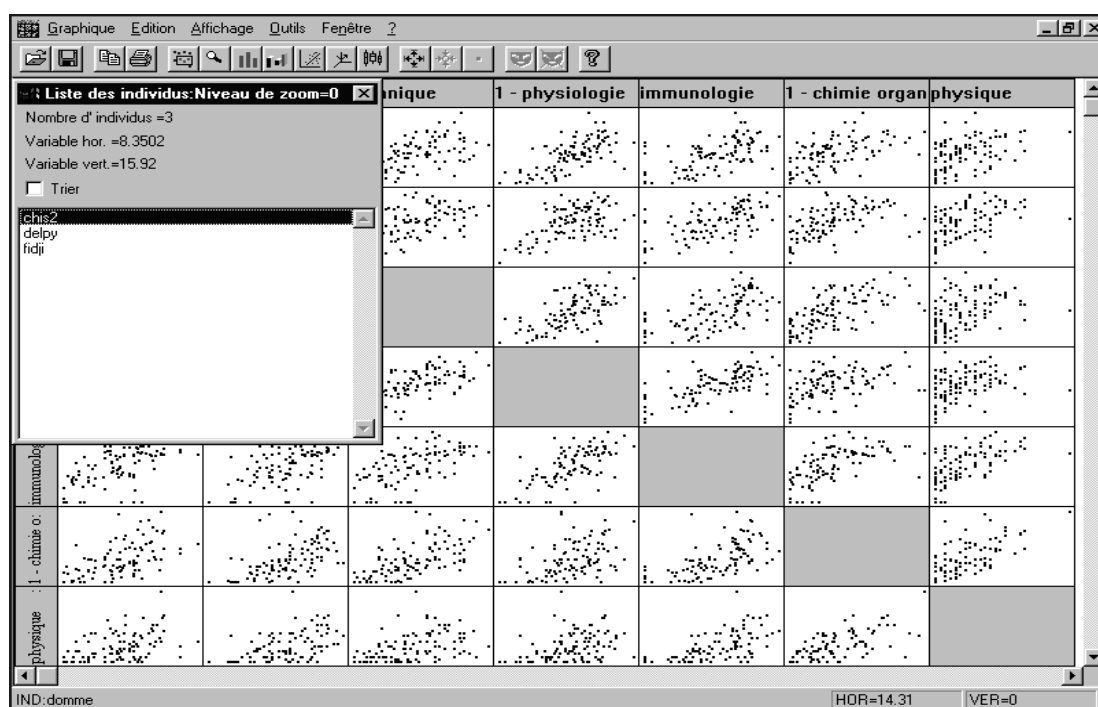 Graphique Edition Affichage Outils Fenêtre ?
Liste des individus:Niveau de zoom=0
Nombre d' individus =3
Variable hor. =8.3502
Variable vert.=15.92
Trier
chis2
delpy
fidji
nique 1 - physiologie immunologie 1 - chimie organ physique
immunolog
1 - chimie o:
physique :
IND:domme HOR=14.31 VER=0